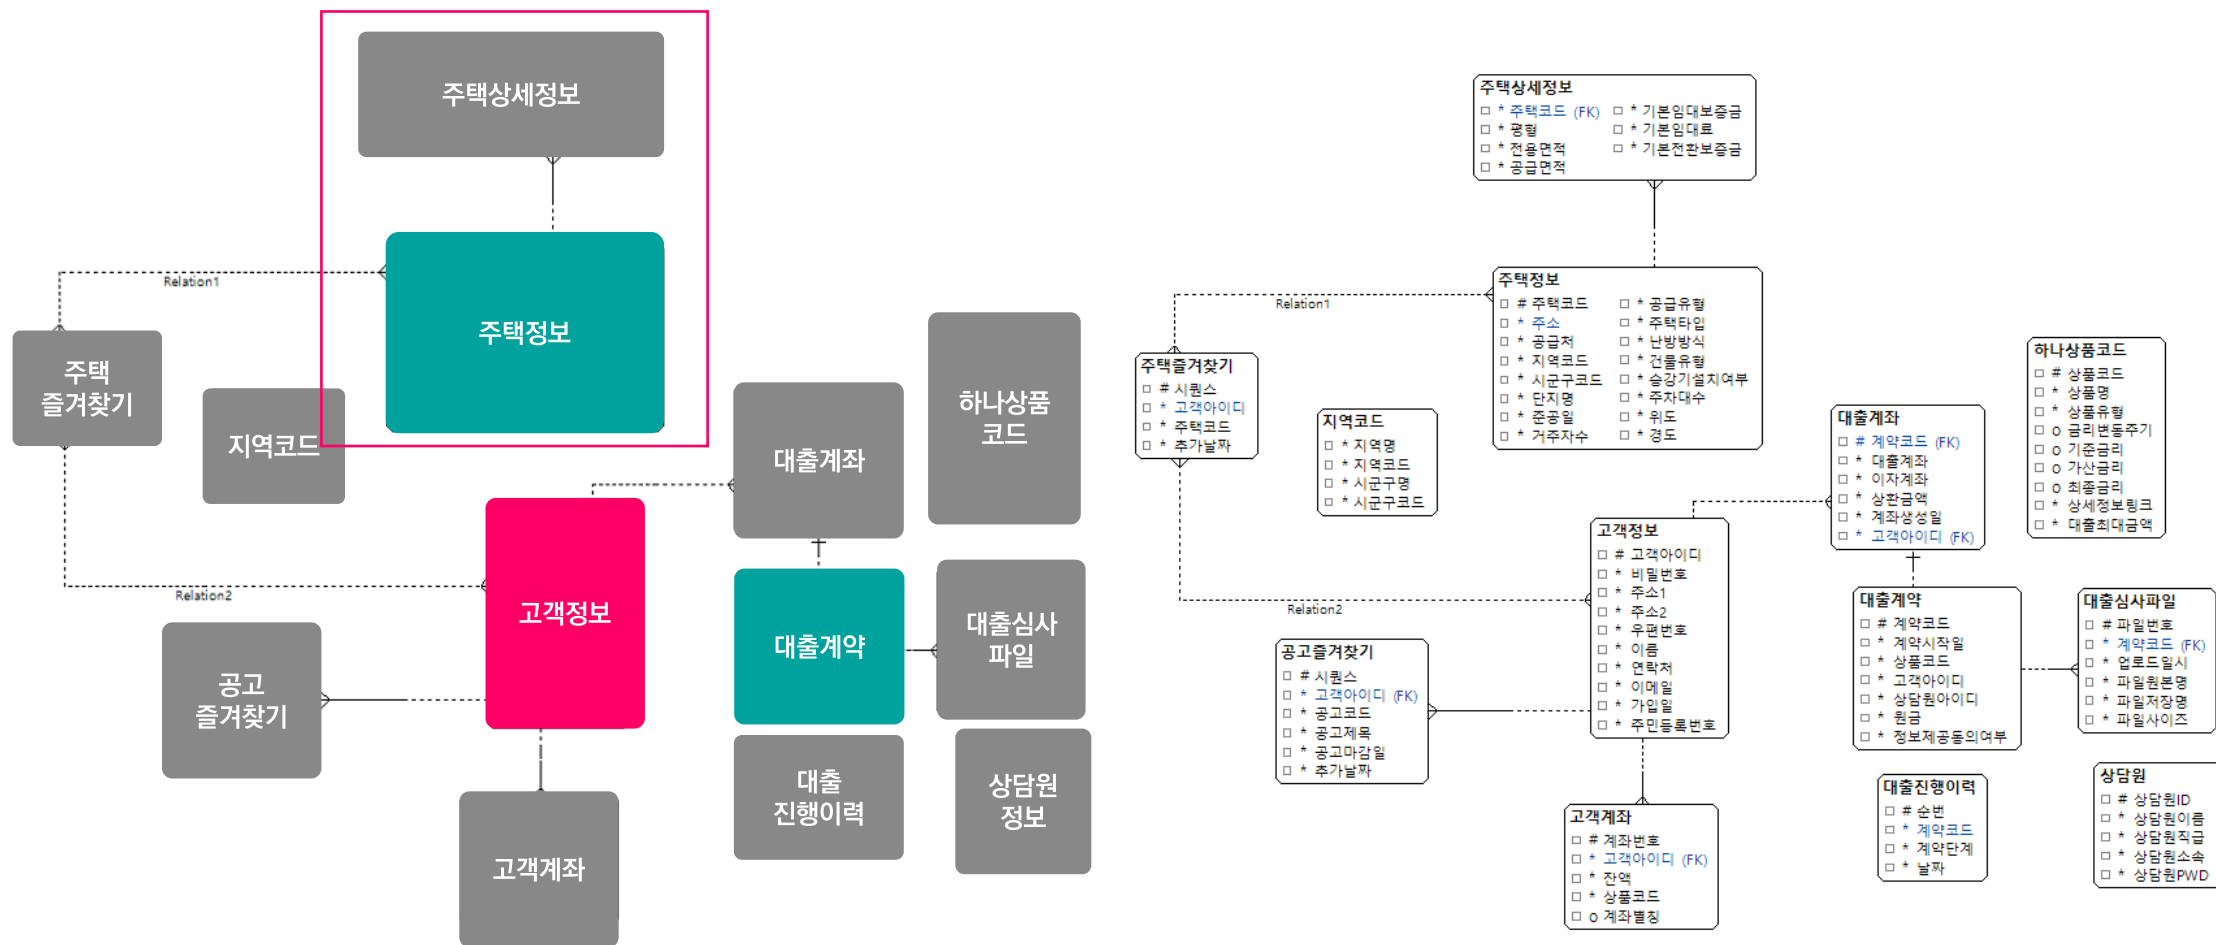 주택상세정보
주택정보
Relation1
주택
즐겨찾기
지역코드
하나상품
코드
대출계좌
고객정보
Relation2
대출계약
대출심사
파일
공고
즐겨찾기
대출
진행이력
상담원
정보
고객계좌
주택상세정보
* 주택코드 (FK)
* 평형
* 전용면적
* 공급면적
* 기본임대보증금
* 기본임대료
* 기본전환보증금
주택정보
# 주택코드
* 주소
* 공급처
* 지역코드
* 시군구코드
* 단지명
* 준공일
* 거주자수
* 공급유형
* 주택타입
* 난방방식
* 건물유형
* 승강기설치여부
* 주차대수
* 위도
* 경도
Relation1
주택즐겨찾기
# 시퀀스
* 고객아이디
* 주택코드
* 추가날짜
지역코드
* 지역명
* 지역코드
* 시군구명
* 시군구코드
하나상품코드
# 상품코드
* 상품명
* 상품유형
o 금리변동주기
o 기준금리
o 가산금리
o 최종금리
* 상세정보링크
* 대출최대금액
대출계좌
# 계약코드 (FK)
* 대출계좌
* 이자계좌
* 상환금액
* 계좌생성일
* 고객아이디 (FK)
고객정보
# 고객아이디
* 비밀번호
* 주소1
* 주소2
* 우편번호
* 이름
* 연락처
* 이메일
* 가입일
* 주민등록번호
Relation2
대출계약
# 계약코드
* 계약시작일
* 상품코드
* 고객아이디
* 상담원아이디
* 원금
* 정보제공동의여부
대출심사파일
# 파일번호
* 계약코드 (FK)
* 업로드일시
* 파일원본명
* 파일저장명
* 파일사이즈
공고즐겨찾기
# 시퀀스
* 고객아이디 (FK)
* 공고코드
* 공고제목
* 공고마감일
* 추가날짜
대출진행이력
# 순번
* 계약코드
* 계약단계
* 날짜
상담원
# 상담원ID
* 상담원이름
* 상담원직급
* 상담원소속
* 상담원PWD
고객계좌
# 계좌번호
* 고객아이디 (FK)
* 잔액
* 상품코드
o 계좌별칭